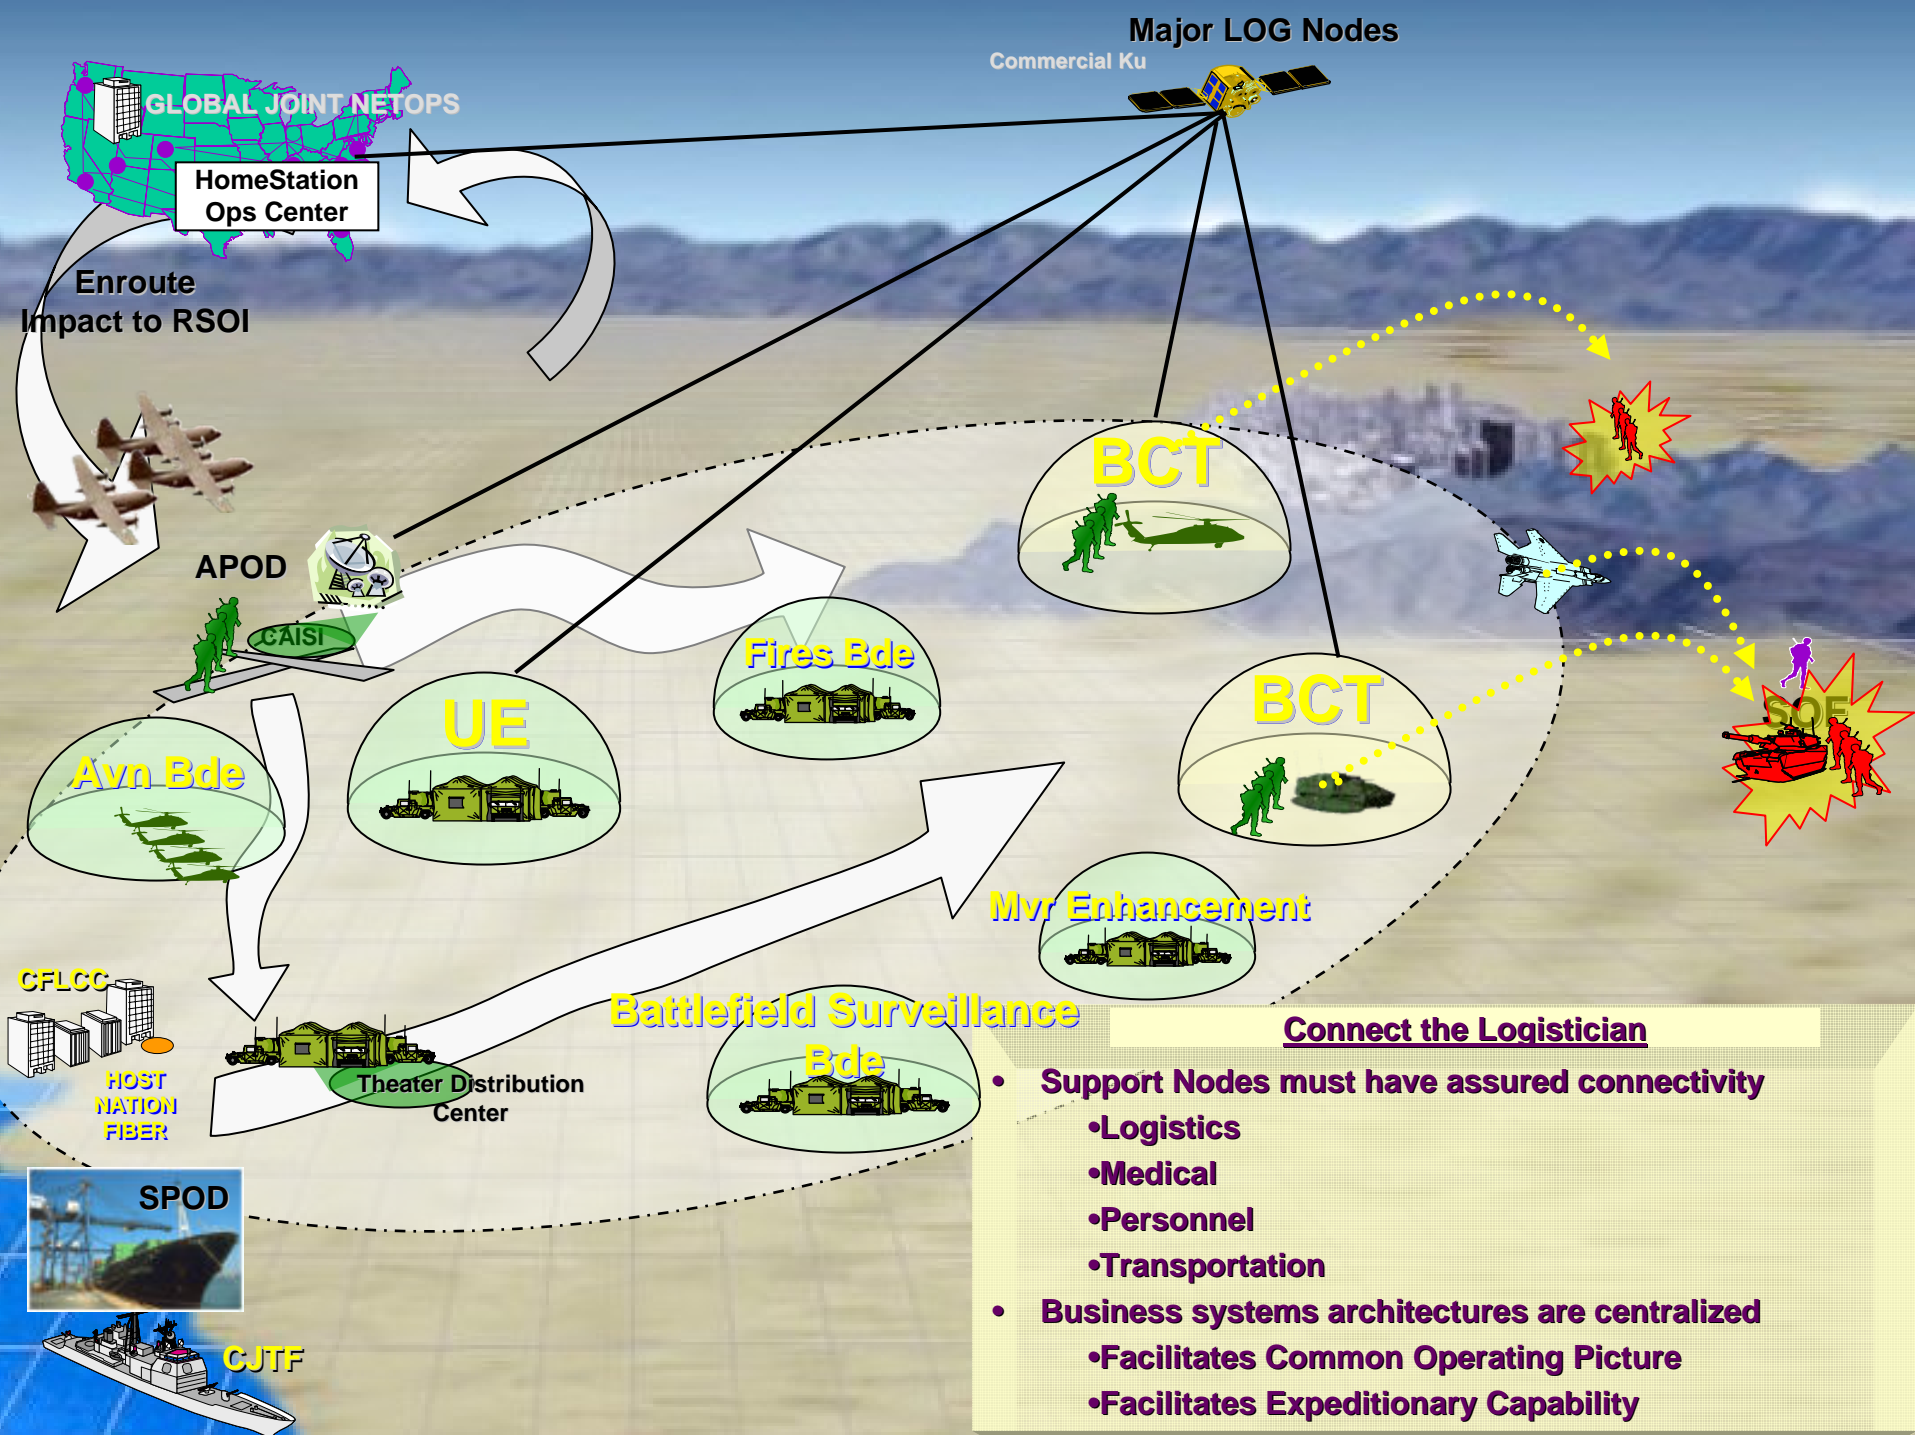 Major LOG Nodes
Commercial Ku
GLOBAL JOINT NETOPS
HomeStation
Ops Center
Enroute
Impact to RSOI
BCT
APOD
CAISI
Fires Bde
UE
BCT
SOF
Avn Bde
Mvr Enhancement
CFLCC
Battlefield Surveillance
Bde
HOST
NATION
FIBER
Theater Distribution
Center
SPOD
CJTF
Connect the Logistician
• Support Nodes must have assured connectivity
•Logistics
•Medical
•Personnel
•Transportation
• Business systems architectures are centralized
•Facilitates Common Operating Picture
•Facilitates Expeditionary Capability